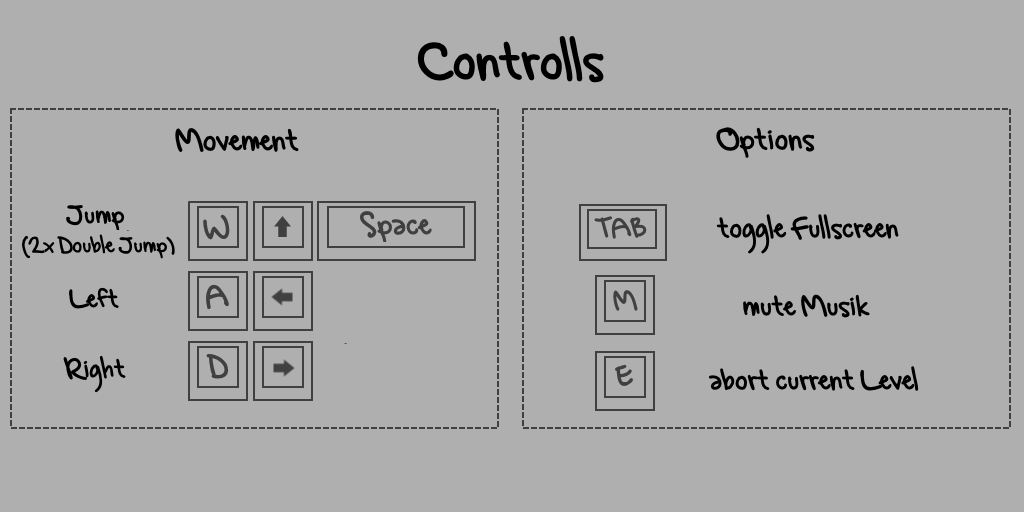 Controlls
Movement
Jump
(2x Double Jump)
W
Space
Left
A
Right
D
Options
TAB
toggle Fullscreen
M
mute Musik
E
abort current Level